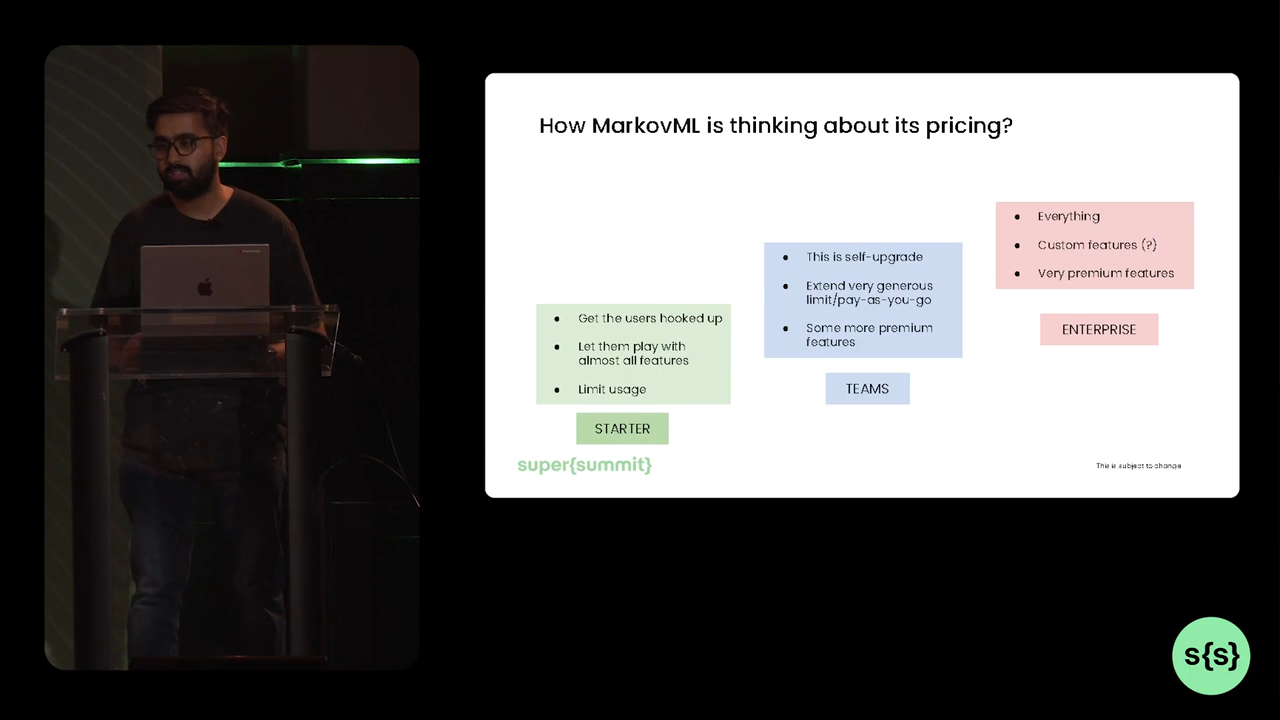 How MarkovML is thinking about its pricing?
Everything
Custom features (?)
Very premium features
ENTERPRISE
This is self-upgrade
Extend very generous
limit/pay-as-you-go
Some more premium
features
TEAMS
Get the users hooked up
Let them play with
almost all features
Limit usage
STARTER
super{summit}
This is subject to change
s{s}